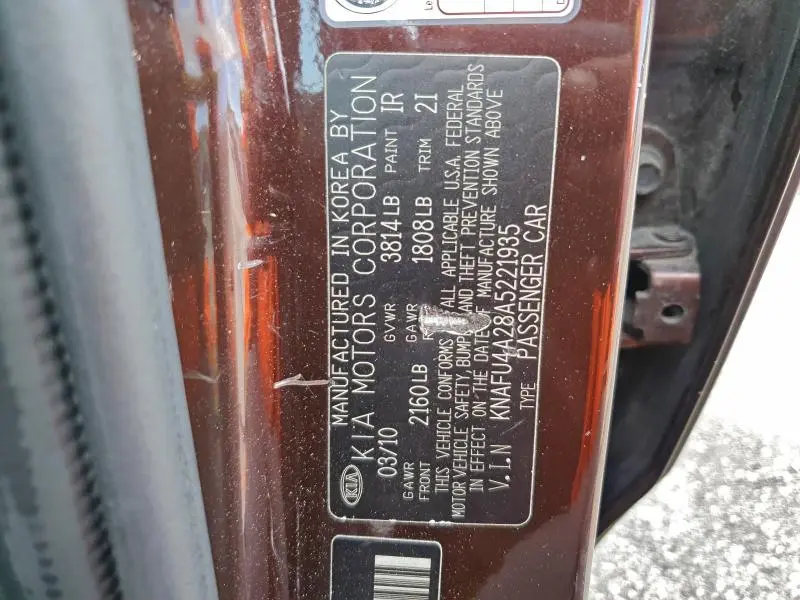 MANUFACTURED IN KOREA BY
KIA
KIA MOTORS CORPORATION
03/10 GVWR 3814LB PAINT IR
GAWR FRONT 2160LB GAWR 1808LB TRIM 2I
THIS VEHICLE CONFORMS ALL APPLICABLE U.S.A. FEDERAL
MOTOR VEHICLE SAFETY, BUMP AND THEFT PREVENTION STANDARDS
IN EFFECT ON THE DATE OF MANUFACTURE SHOWN ABOVE
V.I.N KNAFU4A28A5221935
TYPE PASSENGER CAR